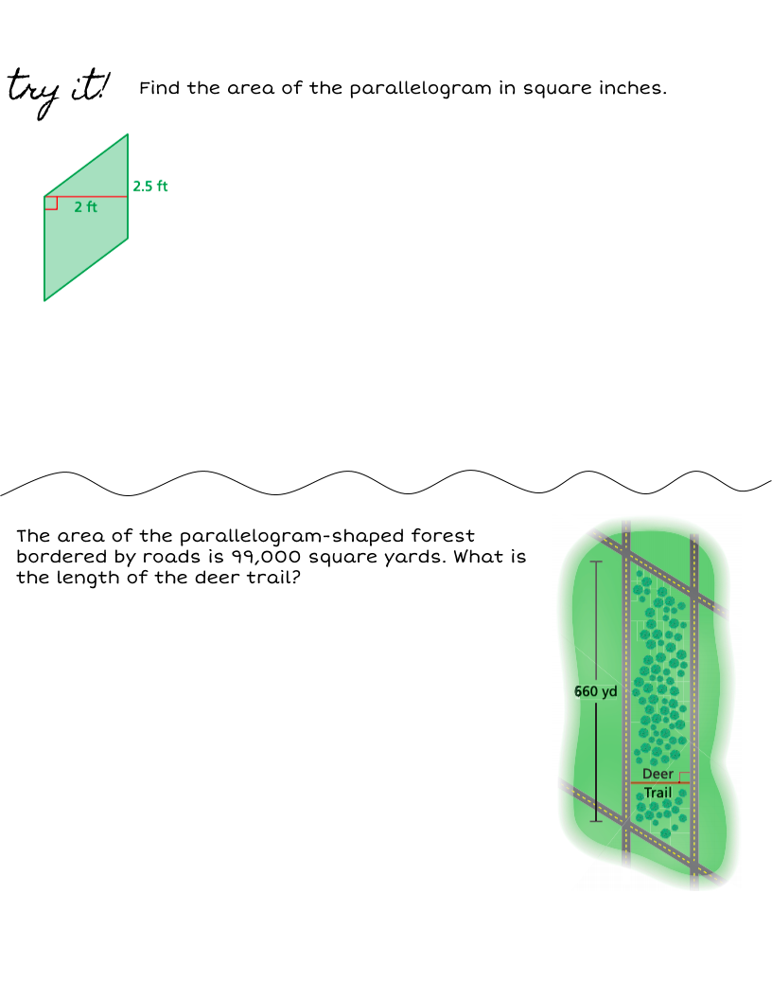 try it!
Find the area of the parallelogram in square inches.
2.5 ft
2 ft
The area of the parallelogram-shaped forest
bordered by roads is 99,000 square yards. What is
the length of the deer trail?
660 yd
Deer
Trail